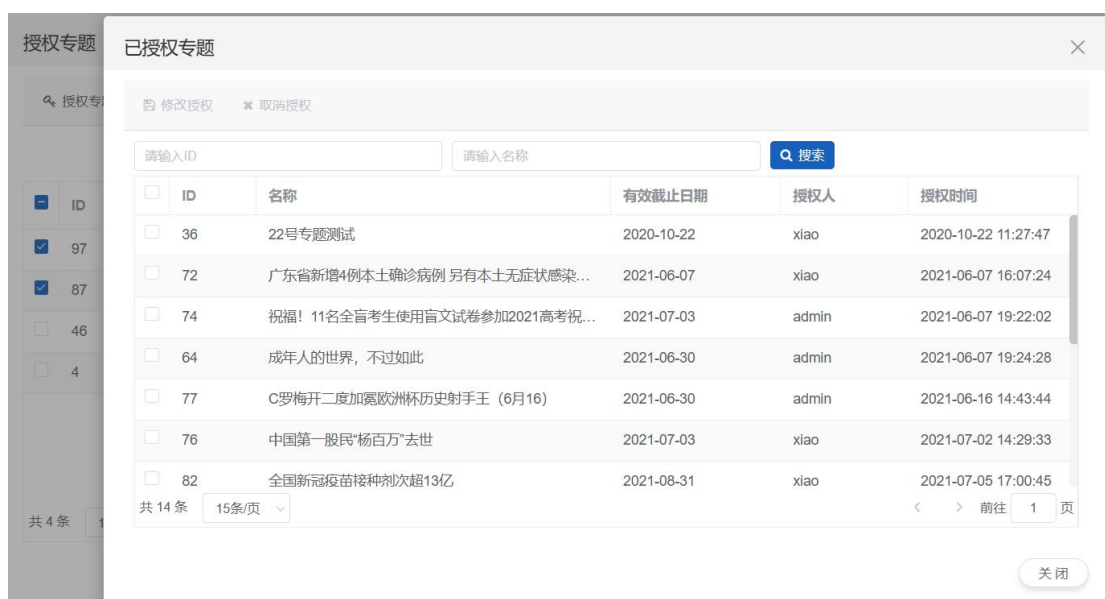 授权专题
已授权专题
授权专
修改授权 取消授权
请输入ID 请输入名称 搜索
ID
ID 名称 有效截止日期 授权人 授权时间
97
36 22号专题测试 2020-10-22 xiao 2020-10-22 11:27:47
87
72 广东省新增4例本土确诊病例 另有本土无症状感染... 2021-06-07 xiao 2021-06-07 16:07:24
46
74 祝福！11名全盲考生使用盲文试卷参加2021高考祝... 2021-07-03 admin 2021-06-07 19:22:02
4
64 成年人的世界，不过如此 2021-06-30 admin 2021-06-07 19:24:28
77 C罗梅开二度加冕欧洲杯历史射手王（6月16） 2021-06-30 admin 2021-06-16 14:43:44
76 中国第一股民“杨百万”去世 2021-07-03 xiao 2021-07-02 14:29:33
82 全国新冠疫苗接种剂次超13亿 2021-08-31 xiao 2021-07-05 17:00:45
共 14 条 15条/页 前往 1 页
共 4 条 1
关闭